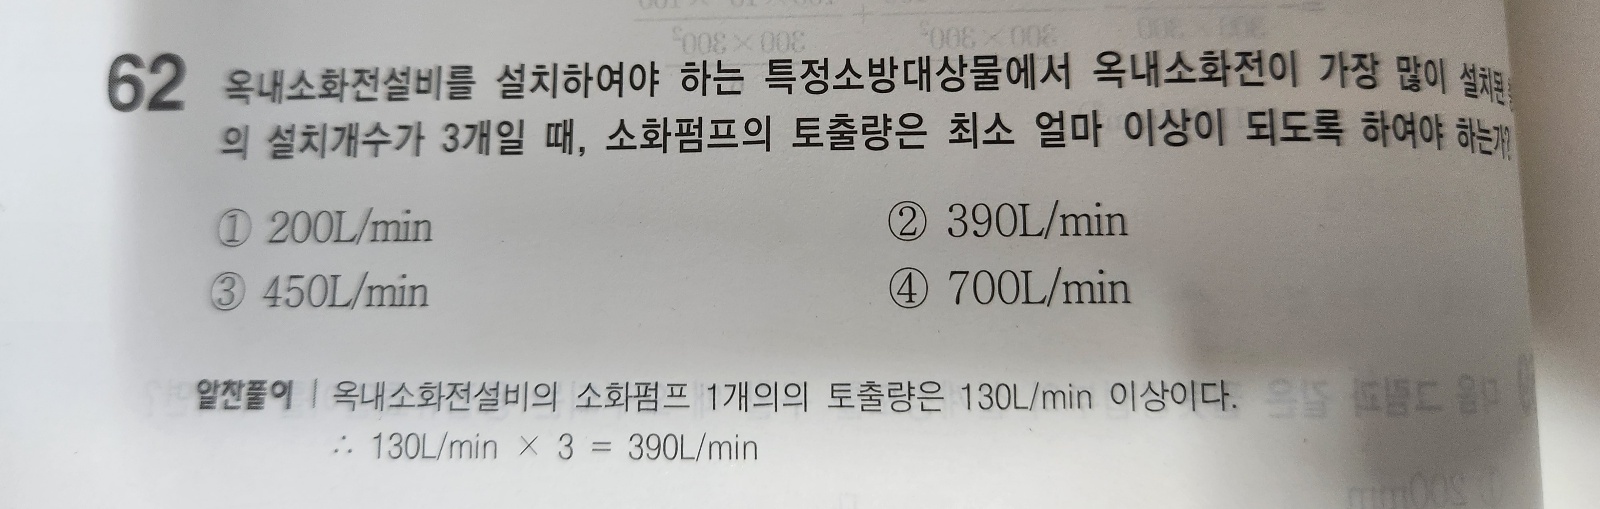 62 옥내소화전설비를 설치하여야 하는 특정소방대상물에서 옥내소화전이 가장 많이 설치된
의 설치개수가 3개일 때, 소화펌프의 토출량은 최소 얼마 이상이 되도록 하여야 하는가?
① 200L/min ② 390L/min
③ 450L/min ④ 700L/min
알찬풀이 | 옥내소화전설비의 소화펌프 1개의의 토출량은 130L/min 이상이다.
∴ 130L/min × 3 = 390L/min